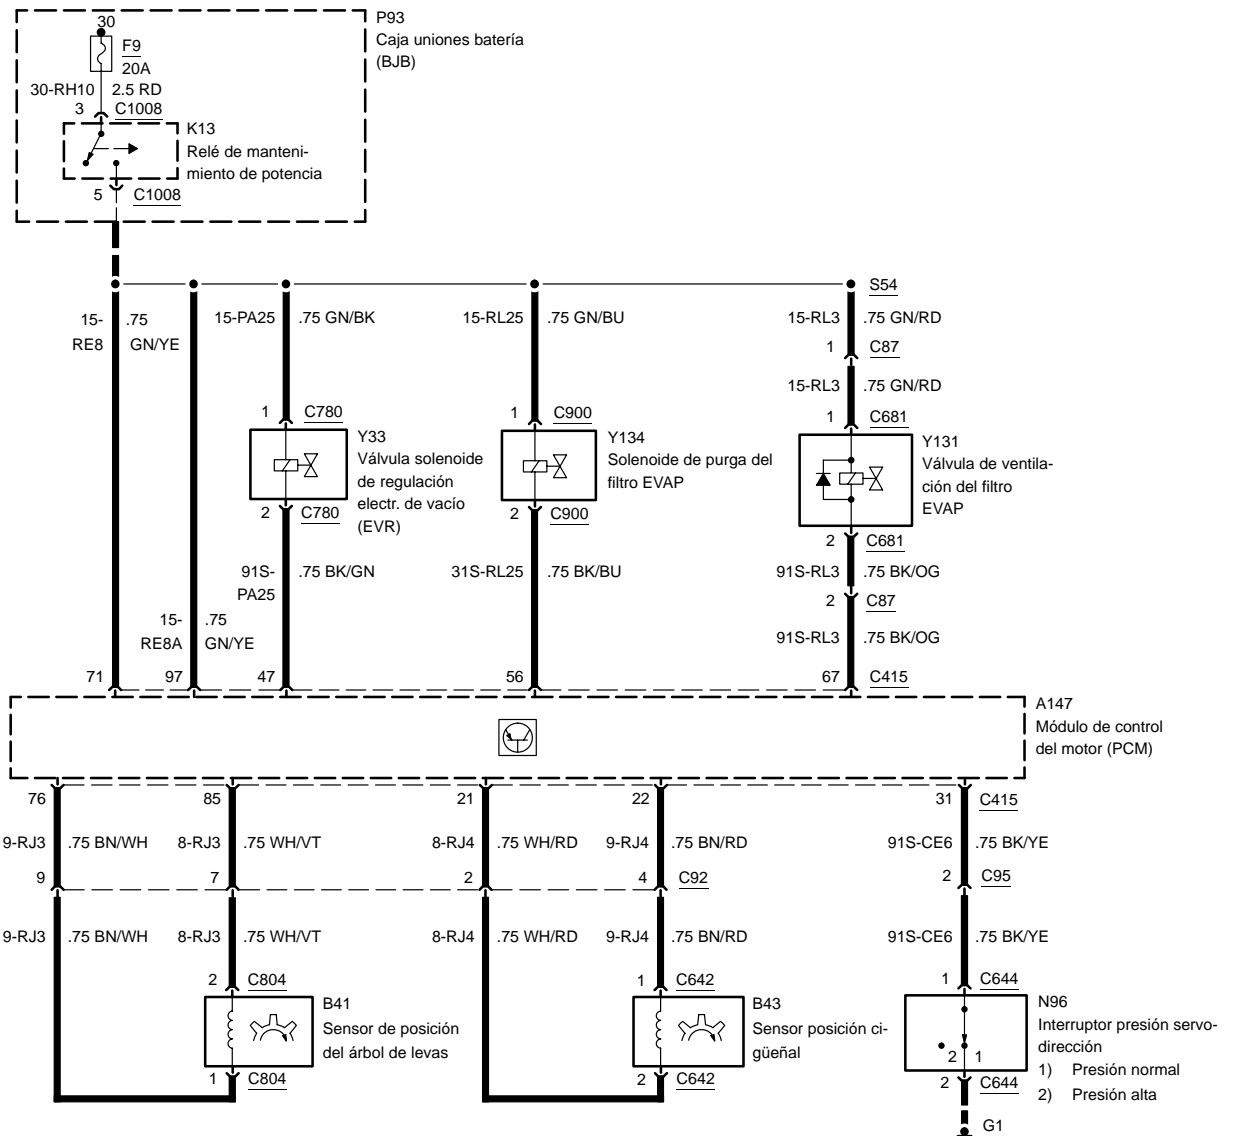 30
P93
Caja uniones batería
(BJB)
F9
20A
30-RH10 2.5 RD
3 C1008
K13
Relé de manteni-
miento de potencia
5 C1008
S54
15-
RE8
.75
GN/YE
15-PA25 .75 GN/BK
15-RL25 .75 GN/BU
15-RL3 .75 GN/RD
1 C87
15-RL3 .75 GN/RD
1 C780
1 C900
1 C681
Y33
Válvula solenoide
de regulación
electr. de vacío
(EVR)
Y134
Solenoide de purga del
filtro EVAP
Y131
Válvula de ventila-
ción del filtro
EVAP
2 C780
2 C900
2 C681
91S-
PA25
.75 BK/GN
31S-RL25 .75 BK/BU
91S-RL3 .75 BK/OG
2 C87
15-
RE8A
.75
GN/YE
91S-RL3 .75 BK/OG
71 97 47 56 67 C415
A147
Módulo de control
del motor (PCM)
76 85 21 22 31 C415
9-RJ3 .75 BN/WH 8-RJ3 .75 WH/VT 8-RJ4 .75 WH/RD 9-RJ4 .75 BN/RD 91S-CE6 .75 BK/YE
9 7 2 4 C92 2 C95
9-RJ3 .75 BN/WH 8-RJ3 .75 WH/VT 8-RJ4 .75 WH/RD 9-RJ4 .75 BN/RD 91S-CE6 .75 BK/YE
2 C804
1 C642
1 C644
B41
Sensor de posición
del árbol de levas
B43
Sensor posición ci-
güeñal
N96
Interruptor presión servo-
dirección
1) Presión normal
2) Presión alta
2 1
1 C804
2 C642
2 C644
G1